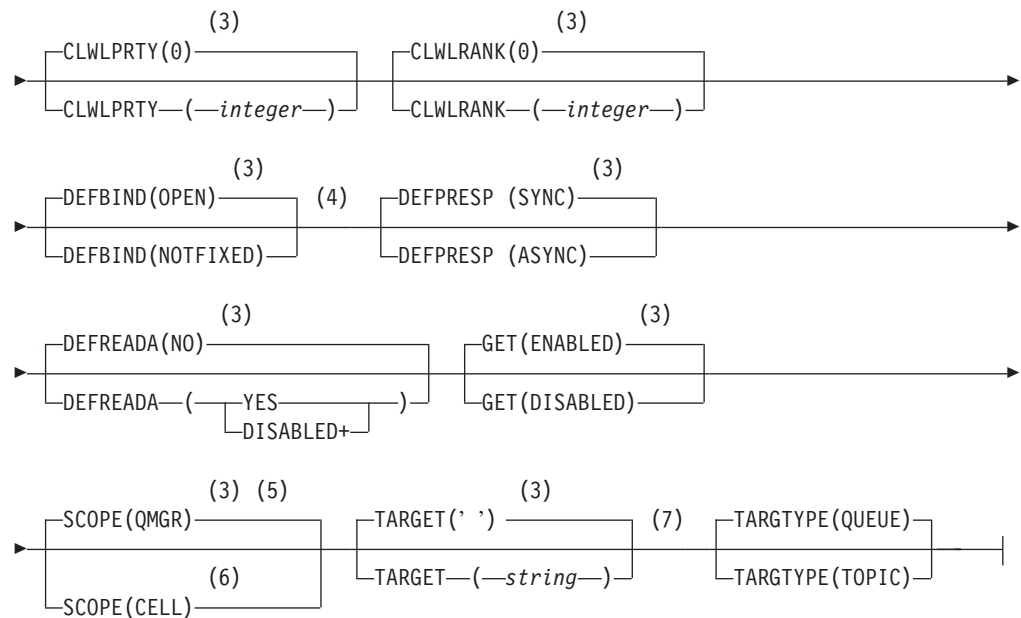 (3) (3)
CLWLPRTY(0) CLWLRANK(0)
CLWLPRTY ( integer ) CLWLRANK ( integer )
(3) (3)
DEFBIND(OPEN) (4) DEFPRESP (SYNC)
DEFBIND(NOTFIXED) DEFPRESP (ASYNC)
(3) (3)
DEFREADA(NO) GET(ENABLED)
DEFREADA ( YES ) GET(DISABLED)
DISABLED+
(3) (5) (3)
SCOPE(QMGR) TARGET(' ') (7) TARGTYPE(QUEUE)
(6) TARGET ( string ) TARGTYPE(TOPIC)
SCOPE(CELL)